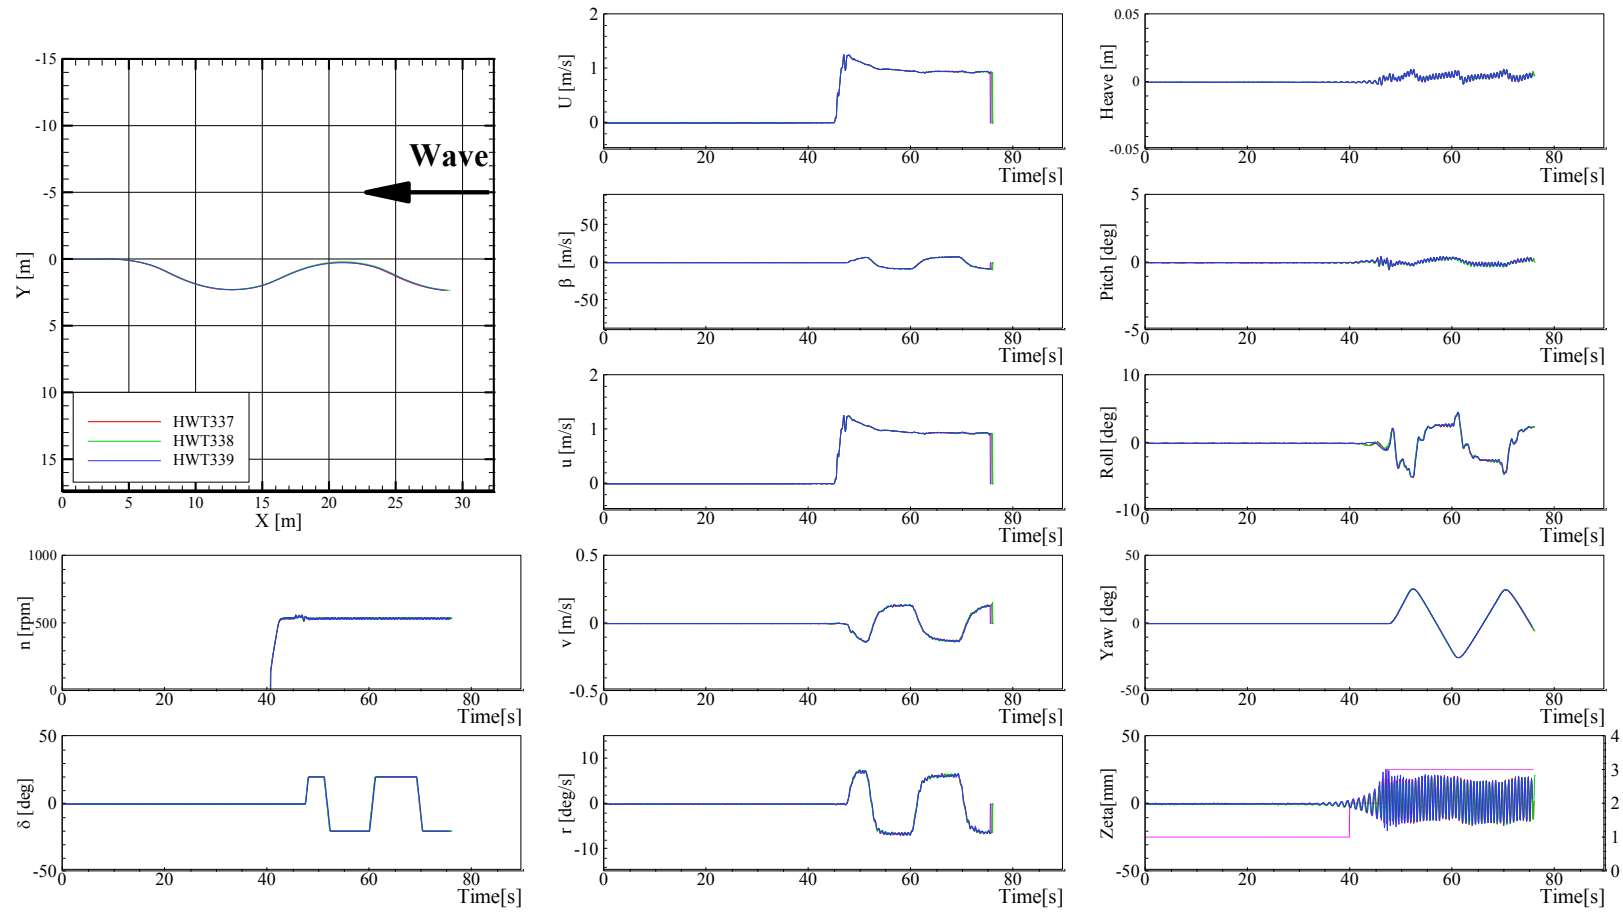 -15
-10
-5
0
5
10
15
Y [m]
Wave
HWT337
HWT338
HWT339
0 5 10 15 20 25 30
X [m]
1000
500
0
n [rpm]
0 20 40 60 80
Time[s]
50
0
-50
δ [deg]
0 20 40 60 80
Time[s]
2
1
0
U [m/s]
0 20 40 60 80
Time[s]
50
0
-50
β [m/s]
0 20 40 60 80
Time[s]
2
1
0
u [m/s]
0 20 40 60 80
Time[s]
0.5
0
-0.5
v [m/s]
0 20 40 60 80
Time[s]
10
0
-10
r [deg/s]
0 20 40 60 80
Time[s]
0.05
0
-0.05
Heave [m]
0 20 40 60 80
Time[s]
5
0
-5
Pitch [deg]
0 20 40 60 80
Time[s]
10
0
-10
Roll [deg]
0 20 40 60 80
Time[s]
50
0
-50
Yaw [deg]
0 20 40 60 80
Time[s]
50
0
-50
Zeta[mm]
4
3
2
1
0
0 20 40 60 80
Time[s]